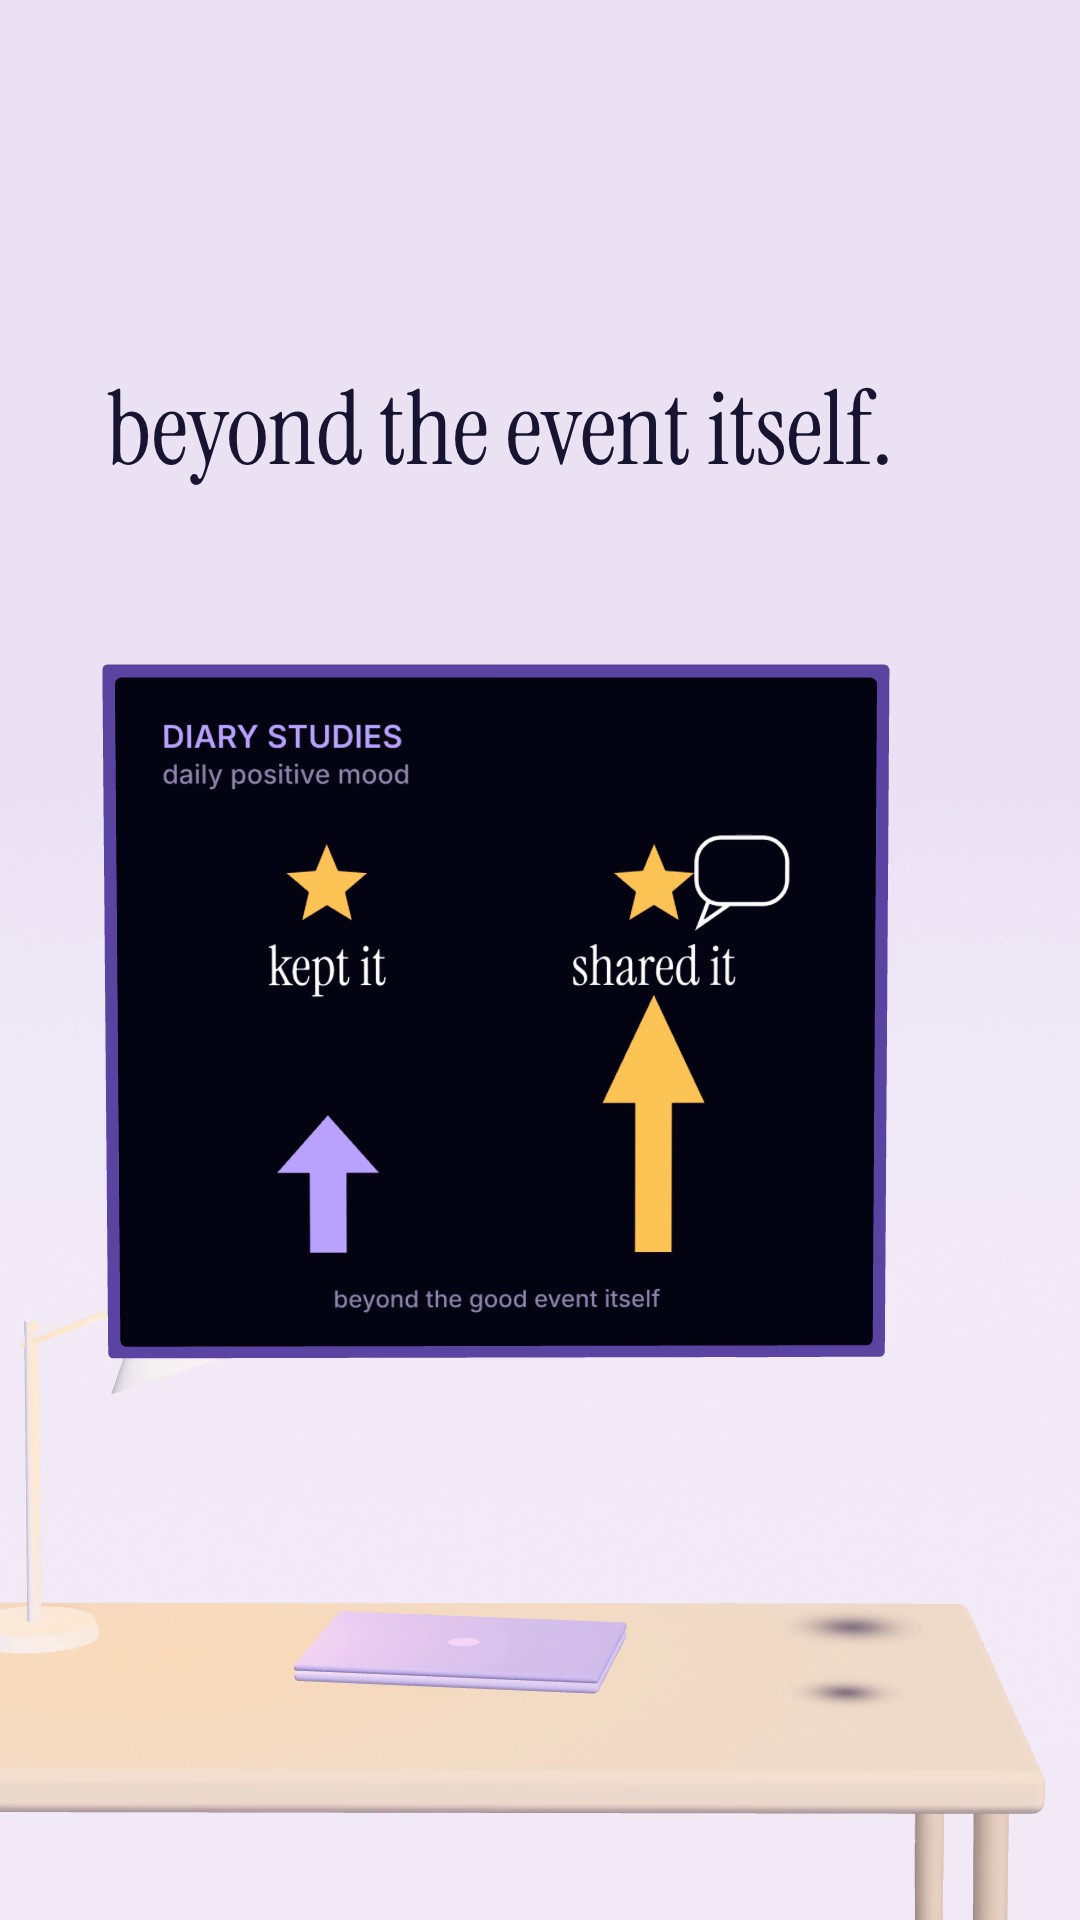 beyond the event itself.
DIARY STUDIES
daily positive mood
kept it
shared it
beyond the good event itself